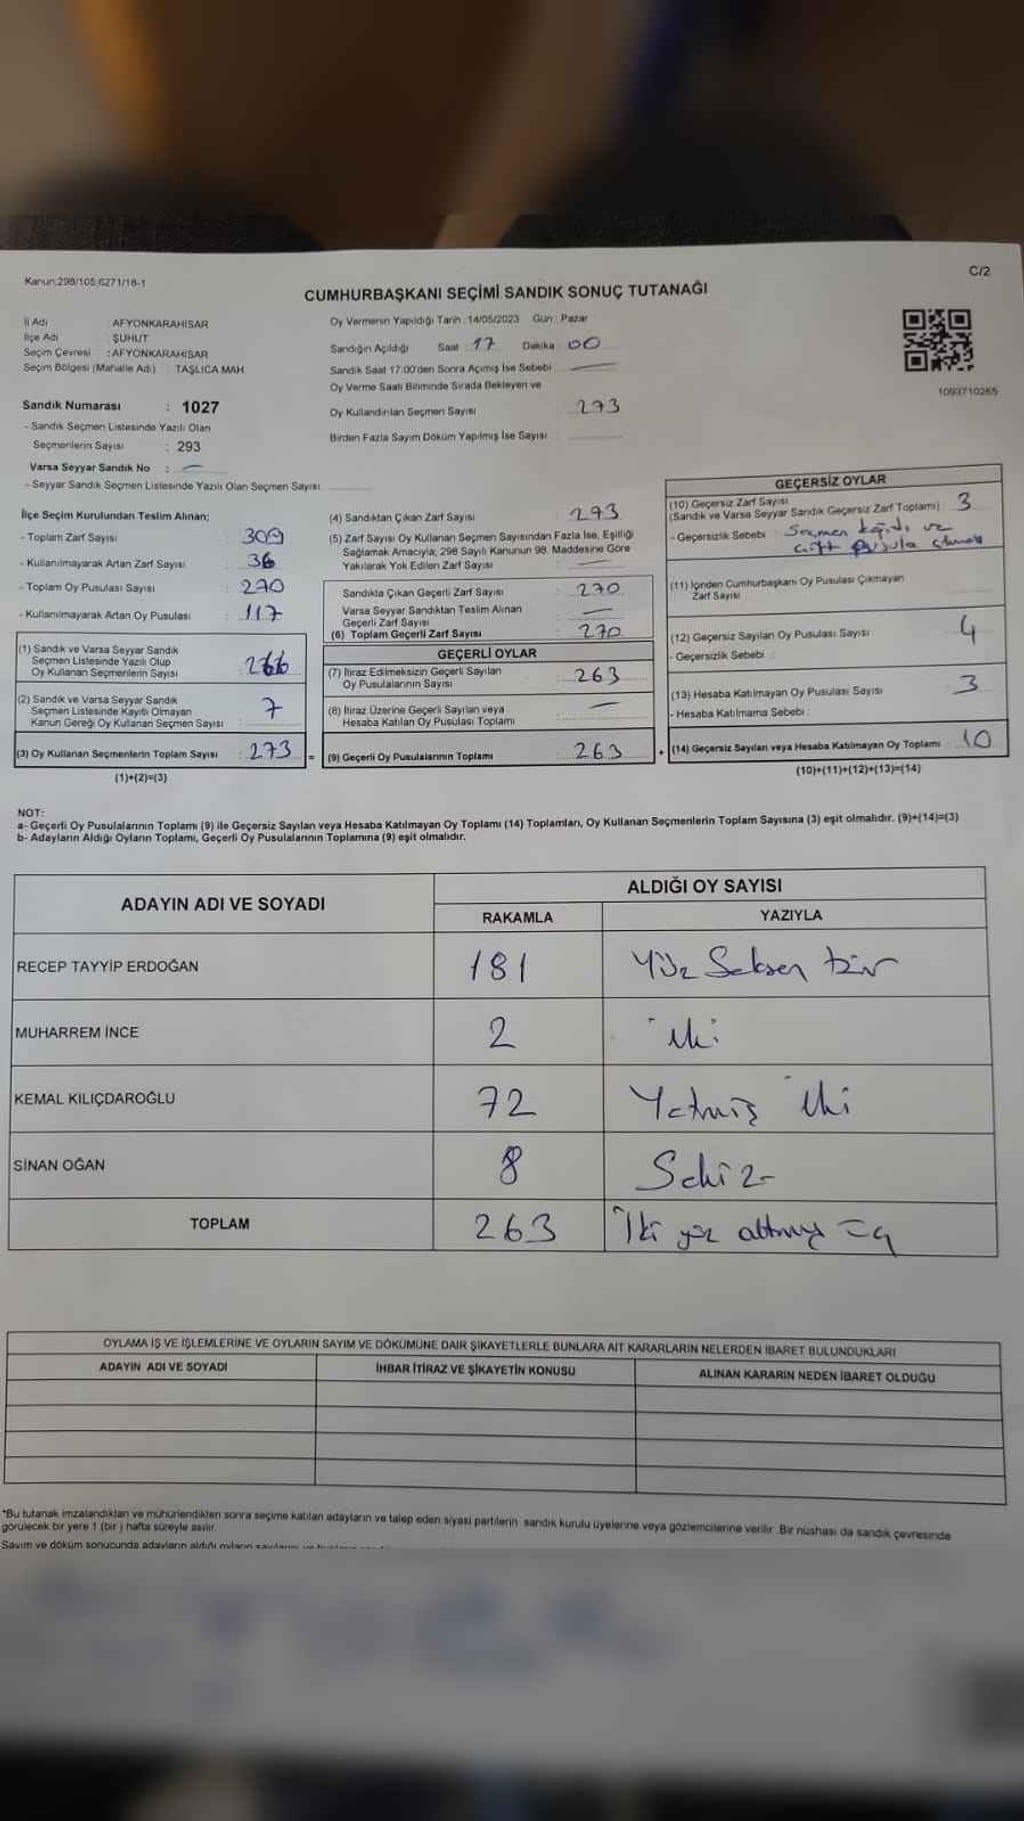 Kanun:298/105 6271/18-1
C/2
CUMHURBAŞKANI SEÇİMİ SANDIK SONUÇ TUTANAĞI
İl Adı AFYONKARAHİSAR
İlçe Adı ŞUHUT
Seçim Çevresi : AFYONKARAHİSAR
Seçim Bölgesi (Mahalle Adı) : TAŞLICA MAH.
Sandık Numarası : 1027
- Sandık Seçmen Listesinde Yazılı Olan
Seçmenlerin Sayısı : 293
Varsa Seyyar Sandık No : —
- Seyyar Sandık Seçmen Listesinde Yazılı Olan Seçmen Sayısı
Oy Vermenin Yapıldığı Tarih : 14/05/2023 Gün : Pazar
Sandığın Açıldığı Saat 17 Dakika 00
Sandık Saat 17:00'den Sonra Açımış İse Sebebi —
Oy Verme Saati Bitiminde Sırada Bekleyen ve
Oy Kullandırılan Seçmen Sayısı 273
Birden Fazla Sayım Döküm Yapılmış İse Sayısı
1093710265
İlçe Seçim Kurulundan Teslim Alınan;
- Toplam Zarf Sayısı : 309
- Kullanılmayarak Artan Zarf Sayısı : 36
- Toplam Oy Pusulası Sayısı : 270
- Kullanılmayarak Artan Oy Pusulası : 117
(1) Sandık ve Varsa Seyyar Sandık
Seçmen Listesinde Yazılı Olup
Oy Kullanan Seçmenlerin Sayısı : 266
(2) Sandık ve Varsa Seyyar Sandık
Seçmen Listesinde Kayıtlı Olmayan
Kanun Gereği Oy Kullanan Seçmen Sayısı : 7
(3) Oy Kullanan Seçmenlerin Toplam Sayısı : 273 =
(1)+(2)=(3)
(4) Sandıktan Çıkan Zarf Sayısı : 273
(5) Zarf Sayısı Oy Kullanan Seçmen Sayısından Fazla İse, Eşitliği
Sağlamak Amacıyla; 298 Sayılı Kanunun 98. Maddesine Göre
Yakılarak Yok Edilen Zarf Sayısı : —
Sandıkta Çıkan Geçerli Zarf Sayısı : 270
Varsa Seyyar Sandıktan Teslim Alınan
Geçerli Zarf Sayısı : —
(6) Toplam Geçerli Zarf Sayısı : 270
GEÇERLİ OYLAR
(7) İtiraz Edilmeksizin Geçerli Sayılan
Oy Pusulalarının Sayısı : 263
(8) İtiraz Üzerine Geçerli Sayılan veya
Hesaba Katılan Oy Pusulası Toplamı : —
(9) Geçerli Oy Pusulalarının Toplamı : 263 +
GEÇERSİZ OYLAR
(10) Geçersiz Zarf Sayısı
(Sandık ve Varsa Seyyar Sandık Geçersiz Zarf Toplamı) : 3
- Geçersizlik Sebebi : Seçmen kağıdı ve
çift pusula çıkması
(11) İçinden Cumhurbaşkanı Oy Pusulası Çıkmayan
Zarf Sayısı
(12) Geçersiz Sayılan Oy Pusulası Sayısı : 4
- Geçersizlik Sebebi :
(13) Hesaba Katılmayan Oy Pusulası Sayısı : 3
- Hesaba Katılmama Sebebi :
(14) Geçersiz Sayılan veya Hesaba Katılmayan Oy Toplamı : 10
(10)+(11)+(12)+(13)=(14)
NOT:
a- Geçerli Oy Pusulalarının Toplamı (9) ile Geçersiz Sayılan veya Hesaba Katılmayan Oy Toplamı (14) Toplamları, Oy Kullanan Seçmenlerin Toplam Sayısına (3) eşit olmalıdır. (9)+(14)=(3)
b- Adayların Aldığı Oyların Toplamı, Geçerli Oy Pusulalarının Toplamına (9) eşit olmalıdır.
ADAYIN ADI VE SOYADI ALDIĞI OY SAYISI
RAKAMLA YAZIYLA
RECEP TAYYİP ERDOĞAN 181 Yüz Seksen bir
MUHARREM İNCE 2 iki
KEMAL KILIÇDAROĞLU 72 Yetmiş iki
SİNAN OĞAN 8 Sekiz
TOPLAM 263 İki yüz altmış üç
OYLAMA İŞ VE İŞLEMLERİNE VE OYLARIN SAYIM VE DÖKÜMÜNE DAİR ŞİKAYETLERLE BUNLARA AİT KARARLARIN NELERDEN İBARET BULUNDUKLARI
ADAYIN ADI VE SOYADI İHBAR İTİRAZ VE ŞİKAYETİN KONUSU ALINAN KARARIN NEDEN İBARET OLDUĞU
*Bu tutanak imzalandıktan ve mühürlendikten sonra seçime katılan adayların ve talep eden siyasi partilerin sandık kurulu üyelerine veya gözlemcilerine verilir. Bir nüshası da sandık çevresinde
görülecek bir yere 1 (bir ) hafta süreyle asılır.
Sayım ve döküm sonucunda adayların aldığı oyların